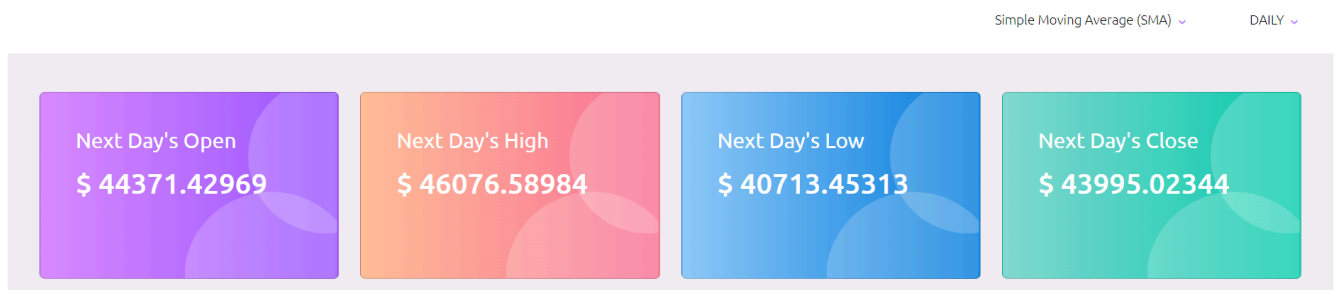 Simple Moving Average (SMA) DAILY
Next Day's Open
$ 44371.42969
Next Day's High
$ 46076.58984
Next Day's Low
$ 40713.45313
Next Day's Close
$ 43995.02344